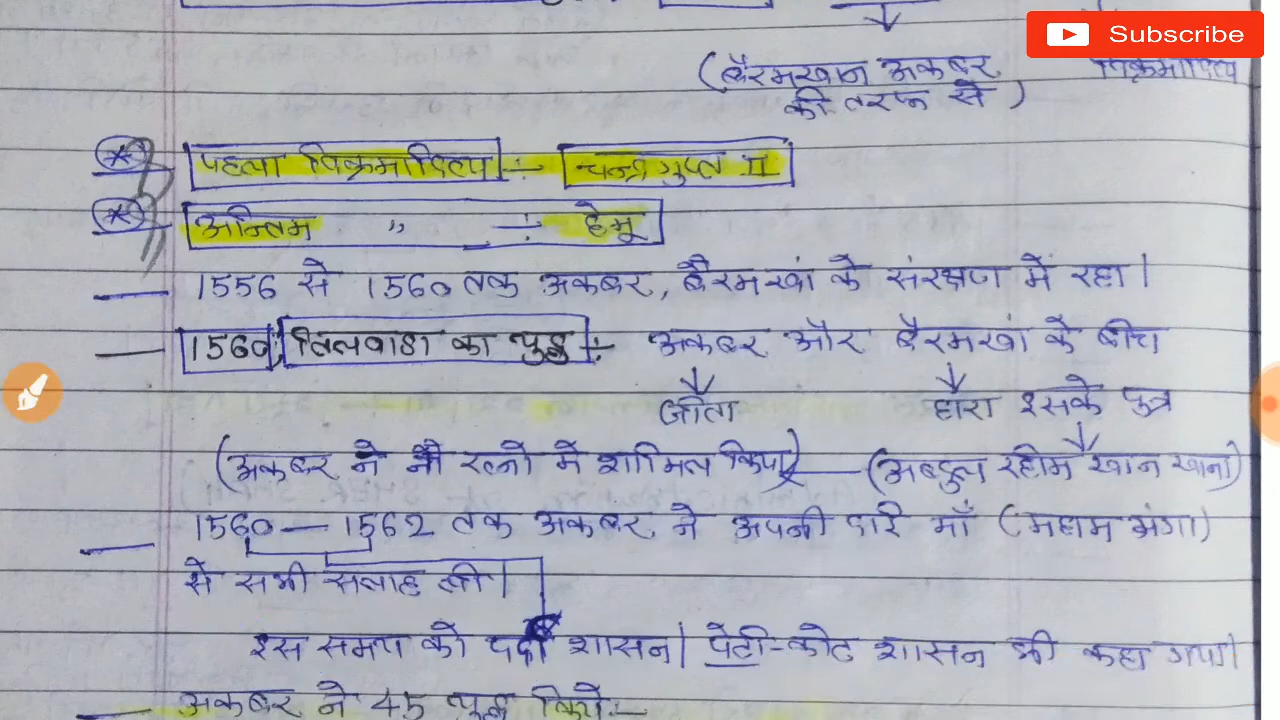 Subscribe
(बैरमखान अकबर विक्रमादित्य
की तरफ से)
पहला विक्रमादित्य ÷ चन्द्रगुप्त II
अन्तिम " ÷ हेमू
1556 से 1560 तक अकबर, बैरमखां के संरक्षण में रहा।
1560, तिलवाडा का युद्ध ÷ अकबर और बैरमखां के बीच
जीता हारा इसके पुत्र
(अकबर ने नौ रत्नो में शामिल किया) — (अब्दुल रहीम खान खाना)
1560 — 1562 तक अकबर ने अपनी दाई माँ (महाम अंगा)
से सभी सलाह ली।
इस समय को पर्दा शासन। पेटी-कोट शासन भी कहा गया।
अकबर ने 45 युद्ध किये:—